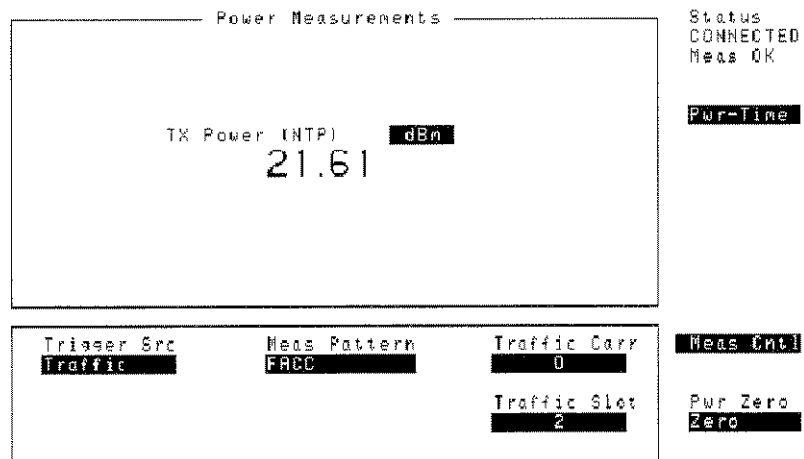 Power Measurements
Status
CONNECTED
Meas OK
Pwr-Time
TX Power (NTP) dBm
21.61
Trigger Src
Traffic
Meas Pattern
FACC
Traffic Carr
0
Traffic Slot
2
Meas Cntl
Pwr Zero
Zero